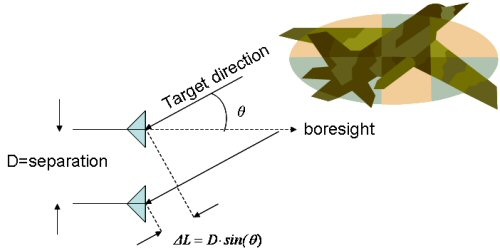 Target direction
θ
boresight
D=separation
ΔL = D· sin(θ)